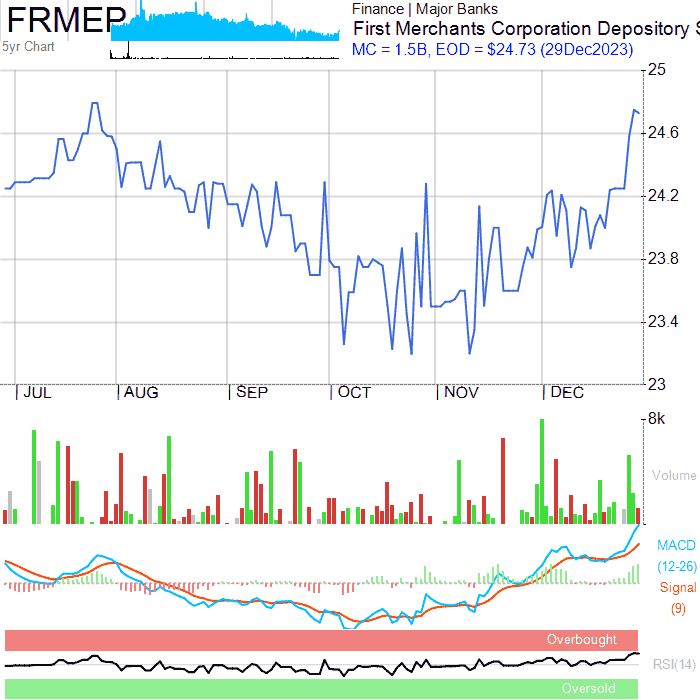 FRMEP
5yr Chart
Finance | Major Banks
First Merchants Corporation Depository S
MC = 1.5B, EOD = $24.73 (29Dec2023)
25
24.6
24.2
23.8
23.4
23
JUL AUG SEP OCT NOV DEC
8k
Volume
MACD
(12-26)
Signal
(9)
Overbought
RSI(14)
Oversold